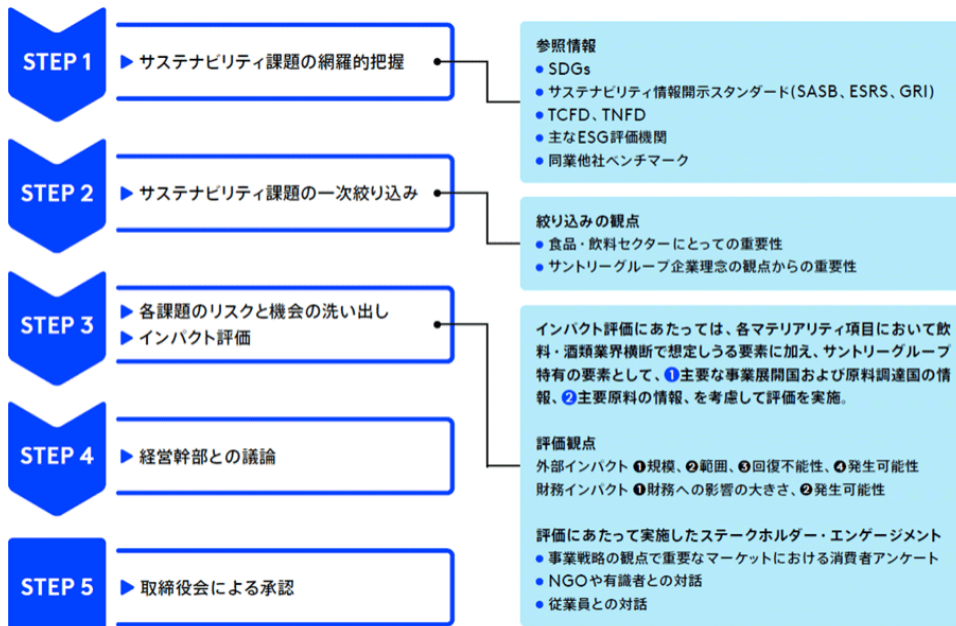 STEP 1
▶ サステナビリティ課題の網羅的把握
参照情報
● SDGs
● サステナビリティ情報開示スタンダード(SASB、ESRS、GRI)
● TCFD、TNFD
● 主なESG評価機関
● 同業他社ベンチマーク
STEP 2
▶ サステナビリティ課題の一次絞り込み
絞り込みの観点
● 食品・飲料セクターにとっての重要性
● サントリーグループ企業理念の観点からの重要性
STEP 3
▶ 各課題のリスクと機会の洗い出し
▶ インパクト評価
インパクト評価にあたっては、各マテリアリティ項目において飲
料・酒類業界横断で想定しうる要素に加え、サントリーグループ
特有の要素として、❶主要な事業展開国および原料調達国の情
報、❷主要原料の情報、を考慮して評価を実施。
評価観点
外部インパクト ❶規模、❷範囲、❸回復不能性、❹発生可能性
財務インパクト ❶財務への影響の大きさ、❷発生可能性
評価にあたって実施したステークホルダー・エンゲージメント
● 事業戦略の観点で重要なマーケットにおける消費者アンケート
● NGOや有識者との対話
● 従業員との対話
STEP 4
▶ 経営幹部との議論
STEP 5
▶ 取締役会による承認